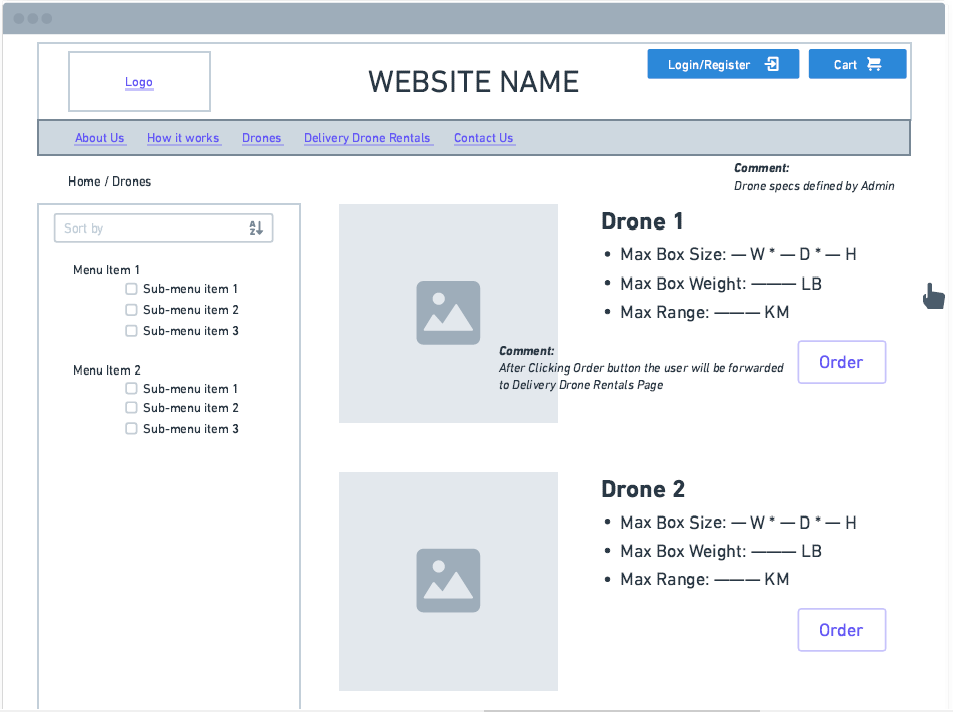 Logo
WEBSITE NAME
Login/Register
Cart
About Us
How it works
Drones
Delivery Drone Rentals
Contact Us
Home / Drones
Comment:
Drone specs defined by Admin
Sort by
Menu Item 1
Sub-menu item 1
Sub-menu item 2
Sub-menu item 3
Menu Item 2
Sub-menu item 1
Sub-menu item 2
Sub-menu item 3
Drone 1
• Max Box Size: — W * — D * — H
• Max Box Weight: ——— LB
• Max Range: ——— KM
Comment:
After Clicking Order button the user will be forwarded
to Delivery Drone Rentals Page
Order
Drone 2
• Max Box Size: — W * — D * — H
• Max Box Weight: ——— LB
• Max Range: ——— KM
Order